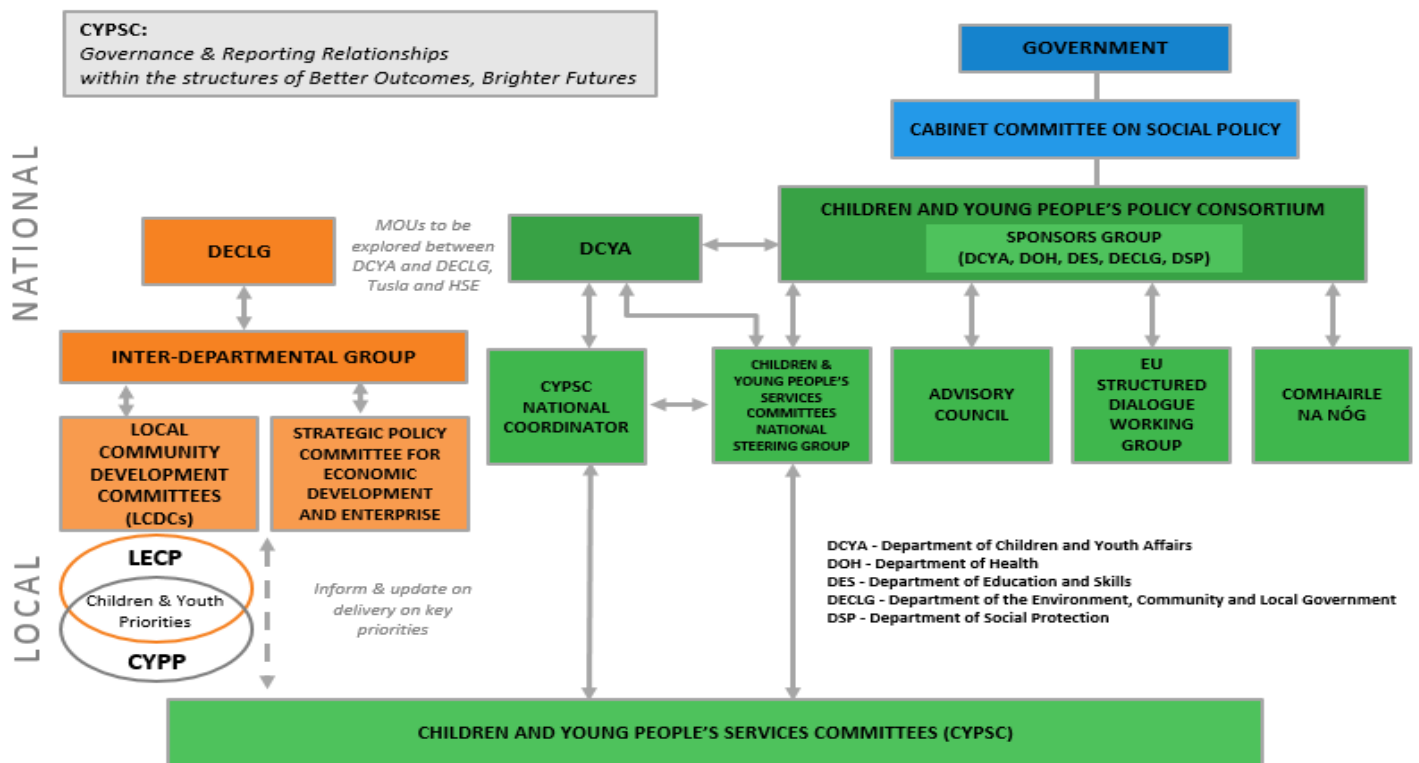 CYPSC:
Governance & Reporting Relationships
within the structures of Better Outcomes, Brighter Futures
GOVERNMENT
CABINET COMMITTEE ON SOCIAL POLICY
NATIONAL
CHILDREN AND YOUNG PEOPLE'S POLICY CONSORTIUM
SPONSORS GROUP
(DCYA, DOH, DES, DECLG, DSP)
DECLG
MOUs to be
explored between
DCYA and DECLG,
Tusla and HSE
DCYA
INTER-DEPARTMENTAL GROUP
CYPSC
NATIONAL
COORDINATOR
CHILDREN &
YOUNG PEOPLE'S
SERVICES
COMMITTEES
NATIONAL
STEERING GROUP
ADVISORY
COUNCIL
EU
STRUCTURED
DIALOGUE
WORKING
GROUP
COMHAIRLE
NA NÓG
LOCAL
COMMUNITY
DEVELOPMENT
COMMITTEES
(LCDCs)
STRATEGIC POLICY
COMMITTEE FOR
ECONOMIC
DEVELOPMENT
AND ENTERPRISE
LOCAL
LECP
Children & Youth
Priorities
CYPP
Inform & update on
delivery on key
priorities
DCYA - Department of Children and Youth Affairs
DOH - Department of Health
DES - Department of Education and Skills
DECLG - Department of the Environment, Community and Local Government
DSP - Department of Social Protection
CHILDREN AND YOUNG PEOPLE'S SERVICES COMMITTEES (CYPSC)